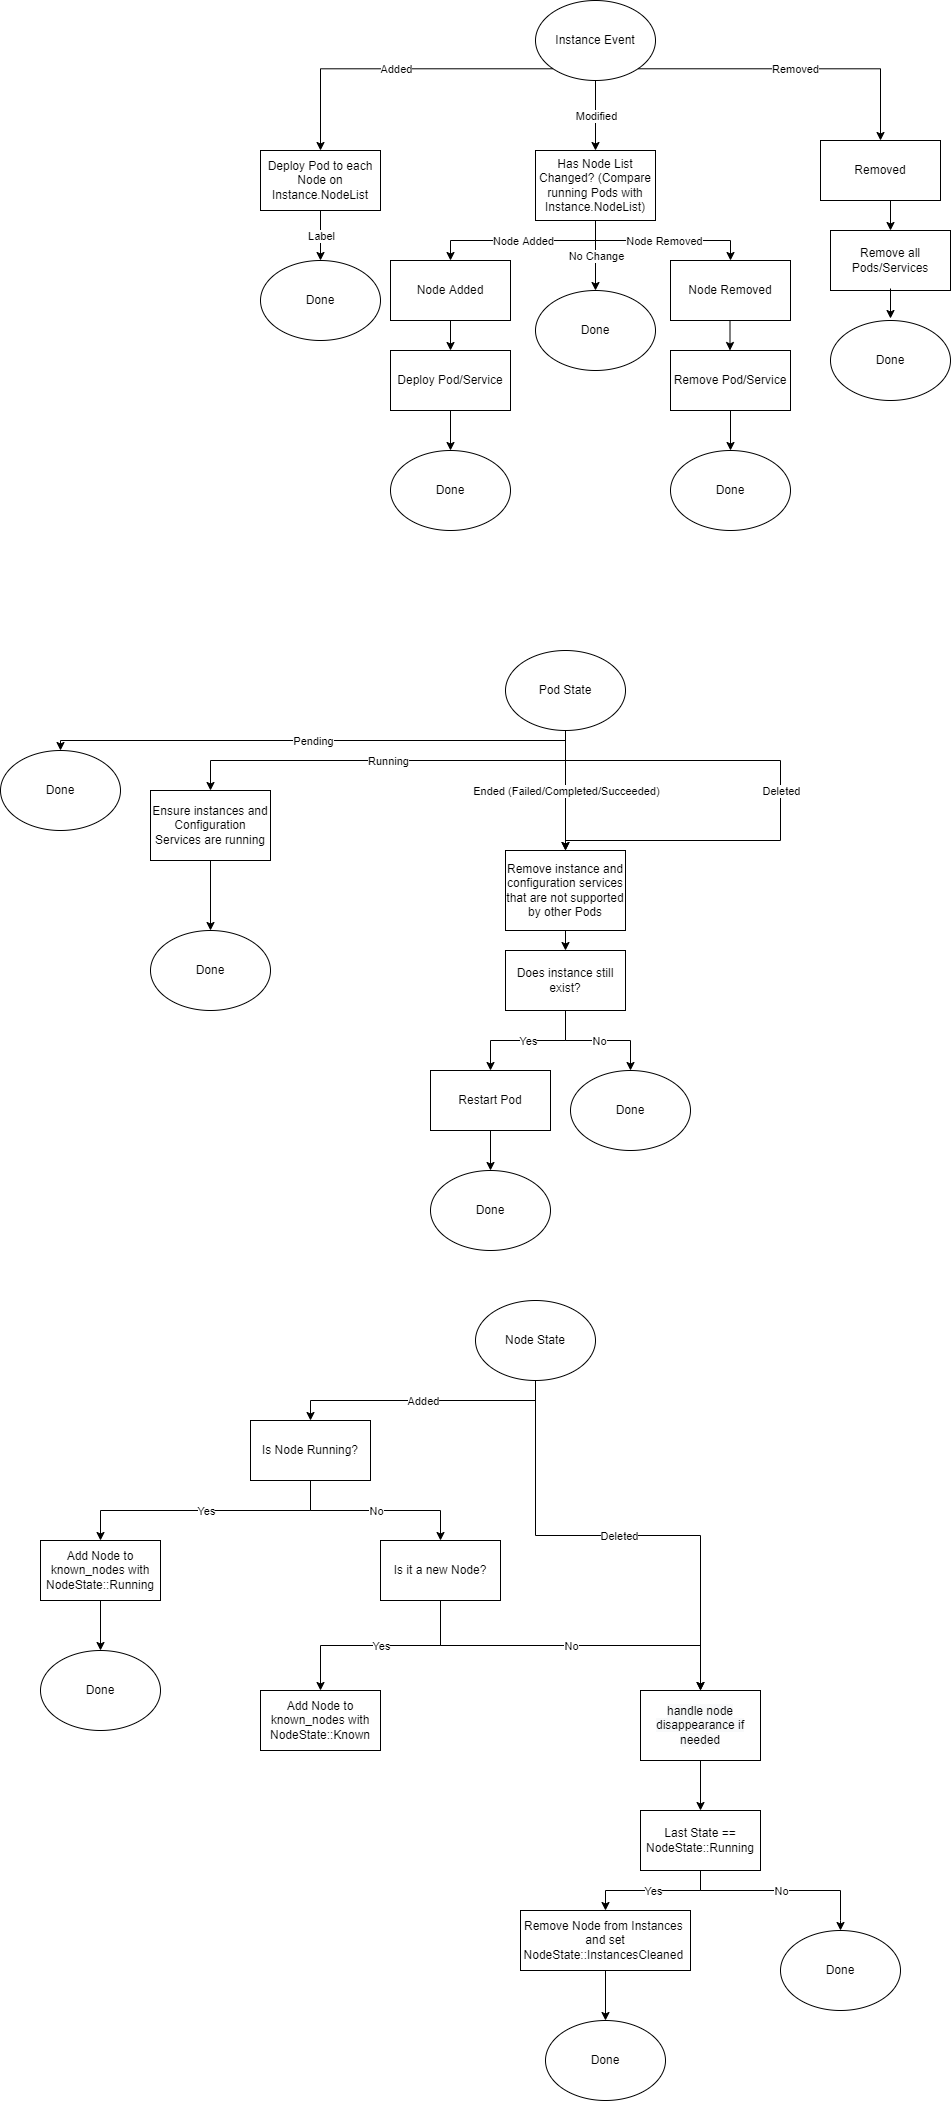 Instance Event
Added
Removed
Modified
Deploy Pod to each
Node on
Instance.NodeList
Has Node List
Changed? (Compare
running Pods with
Instance.NodeList)
Removed
Label
Node Added
No Change
Node Removed
Remove all
Pods/Services
Done
Node Added
Done
Node Removed
Done
Deploy Pod/Service
Remove Pod/Service
Done
Done
Pod State
Pending
Running
Done
Ended (Failed/Completed/Succeeded)
Deleted
Ensure instances and
Configuration
Services are running
Remove instance and
configuration services
that are not supported
by other Pods
Done
Does instance still
exist?
Yes
No
Restart Pod
Done
Done
Node State
Added
Is Node Running?
Yes
No
Deleted
Add Node to
known_nodes with
NodeState::Running
Is it a new Node?
Yes
No
Done
Add Node to
known_nodes with
NodeState::Known
handle node
disappearance if
needed
Last State ==
NodeState::Running
Yes
No
Remove Node from Instances
and set
NodeState::InstancesCleaned
Done
Done